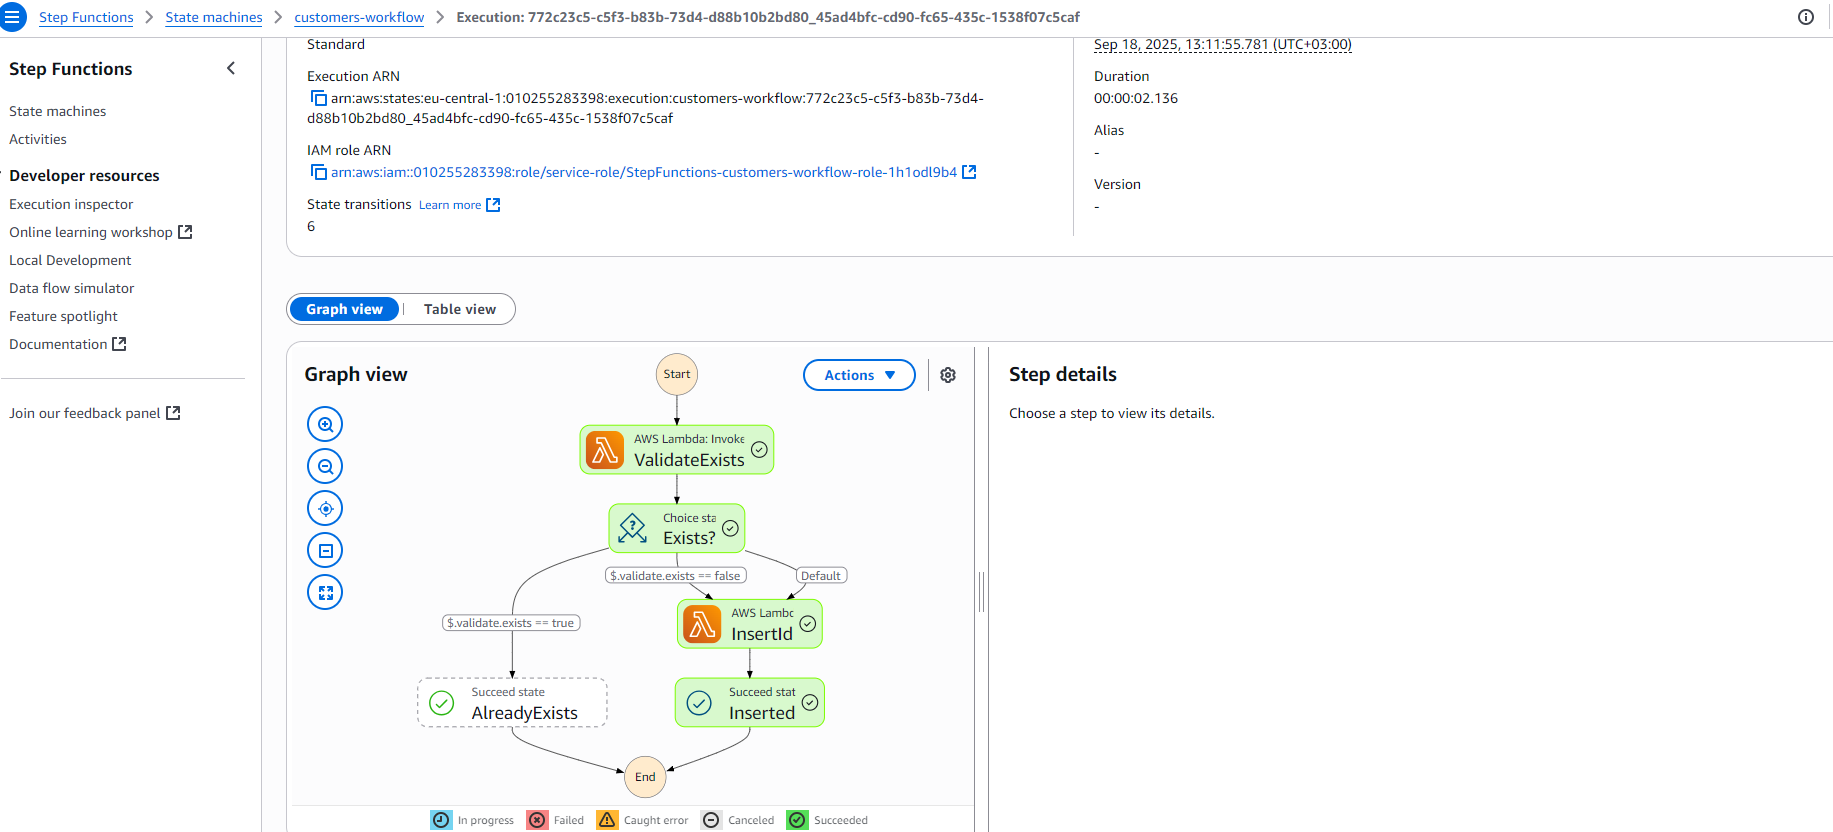 Step Functions > State machines > customers-workflow > Execution: 772c23c5-c5f3-b83b-73d4-d88b10b2bd80_45ad4bfc-cd90-fc65-435c-1538f07c5caf
Step Functions
State machines
Activities
Developer resources
Execution inspector
Online learning workshop
Local Development
Data flow simulator
Feature spotlight
Documentation
Join our feedback panel
Standard
Execution ARN
arn:aws:states:eu-central-1:010255283398:execution:customers-workflow:772c23c5-c5f3-b83b-73d4-
d88b10b2bd80_45ad4bfc-cd90-fc65-435c-1538f07c5caf
IAM role ARN
arn:aws:iam::010255283398:role/service-role/StepFunctions-customers-workflow-role-1h1odl9b4
State transitions Learn more
6
Sep 18, 2025, 13:11:55.781 (UTC+03:00)
Duration
00:00:02.136
Alias
-
Version
-
Graph view | Table view
Graph view
Actions
Start
AWS Lambda: Invoke
ValidateExists
Choice sta
Exists?
$.validate.exists == false
Default
$.validate.exists == true
AWS Lambc
InsertId
Succeed state
AlreadyExists
Succeed stat
Inserted
End
In progress Failed Caught error Canceled Succeeded
Step details
Choose a step to view its details.